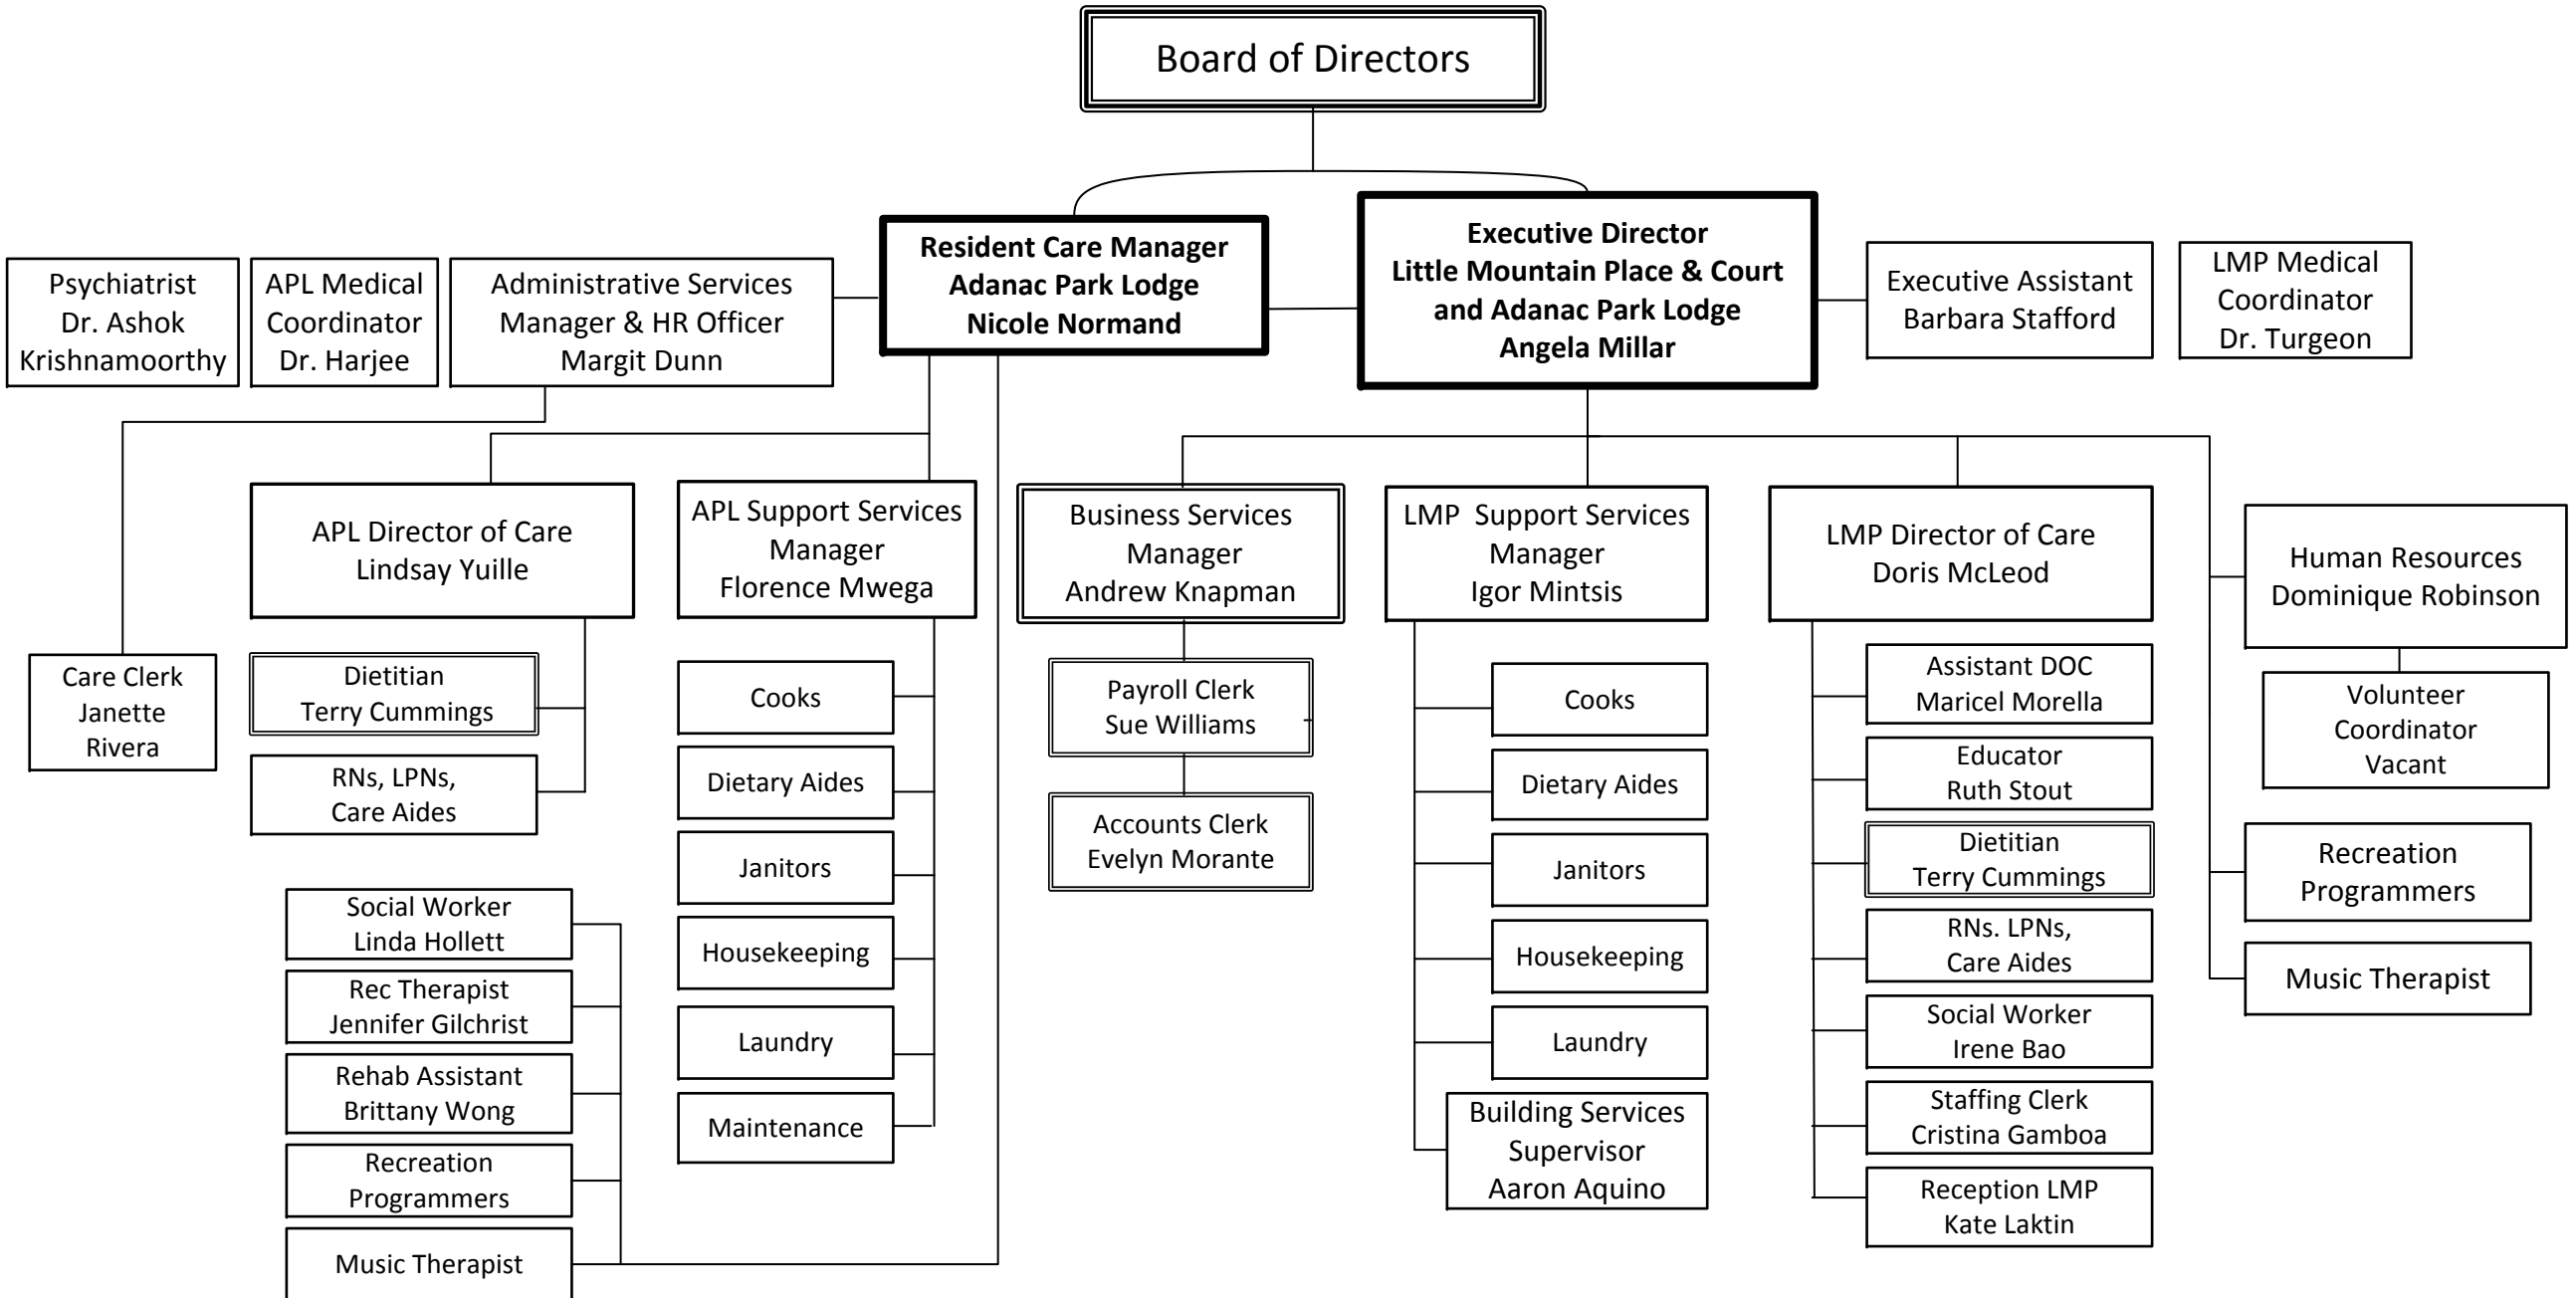 Board of Directors
Resident Care Manager
Adanac Park Lodge
Nicole Normand
Executive Director
Little Mountain Place & Court
and Adanac Park Lodge
Angela Millar
Psychiatrist
Dr. Ashok
Krishnamoorthy
APL Medical
Coordinator
Dr. Harjee
Administrative Services
Manager & HR Officer
Margit Dunn
Executive Assistant
Barbara Stafford
LMP Medical
Coordinator
Dr. Turgeon
APL Director of Care
Lindsay Yuille
APL Support Services
Manager
Florence Mwega
Business Services
Manager
Andrew Knapman
LMP Support Services
Manager
Igor Mintsis
LMP Director of Care
Doris McLeod
Human Resources
Dominique Robinson
Care Clerk
Janette
Rivera
Dietitian
Terry Cummings
RNs, LPNs,
Care Aides
Social Worker
Linda Hollett
Rec Therapist
Jennifer Gilchrist
Rehab Assistant
Brittany Wong
Recreation
Programmers
Music Therapist
Cooks
Dietary Aides
Janitors
Housekeeping
Laundry
Maintenance
Payroll Clerk
Sue Williams
Accounts Clerk
Evelyn Morante
Cooks
Dietary Aides
Janitors
Housekeeping
Laundry
Building Services
Supervisor
Aaron Aquino
Assistant DOC
Maricel Morella
Educator
Ruth Stout
Dietitian
Terry Cummings
RNs. LPNs,
Care Aides
Social Worker
Irene Bao
Staffing Clerk
Cristina Gamboa
Reception LMP
Kate Laktin
Volunteer
Coordinator
Vacant
Recreation
Programmers
Music Therapist